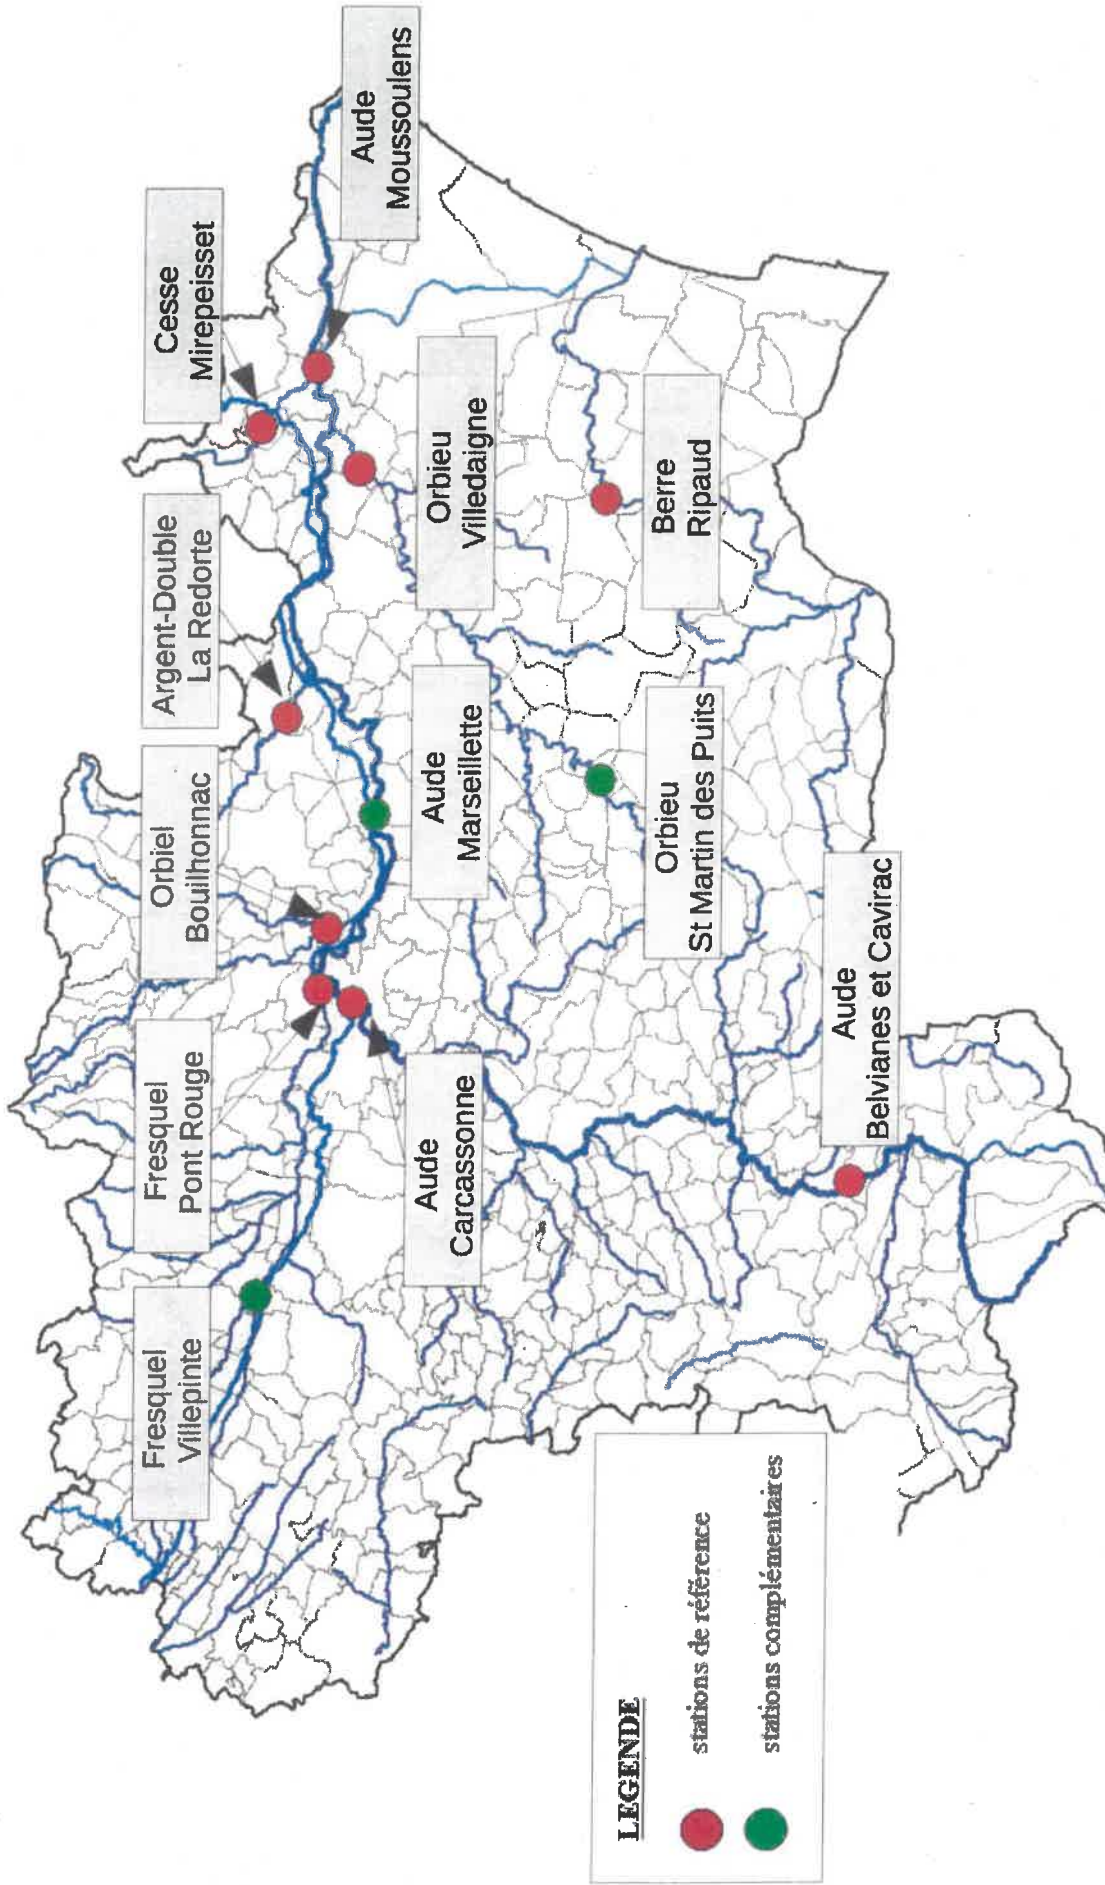 Fresquel
Villepinte
Fresquel
Pont Rouge
Orbiel
Bouilhonnac
Argent-Double
La Redorte
Cesse
Mirepeisset
Aude
Moussoulens
Aude
Carcassonne
Aude
Marseillette
Orbieu
Villedaigne
Orbieu
St Martin des Puits
Berre
Ripaud
Aude
Belvianes et Cavirac
LEGENDE
stations de référence
stations complémentaires